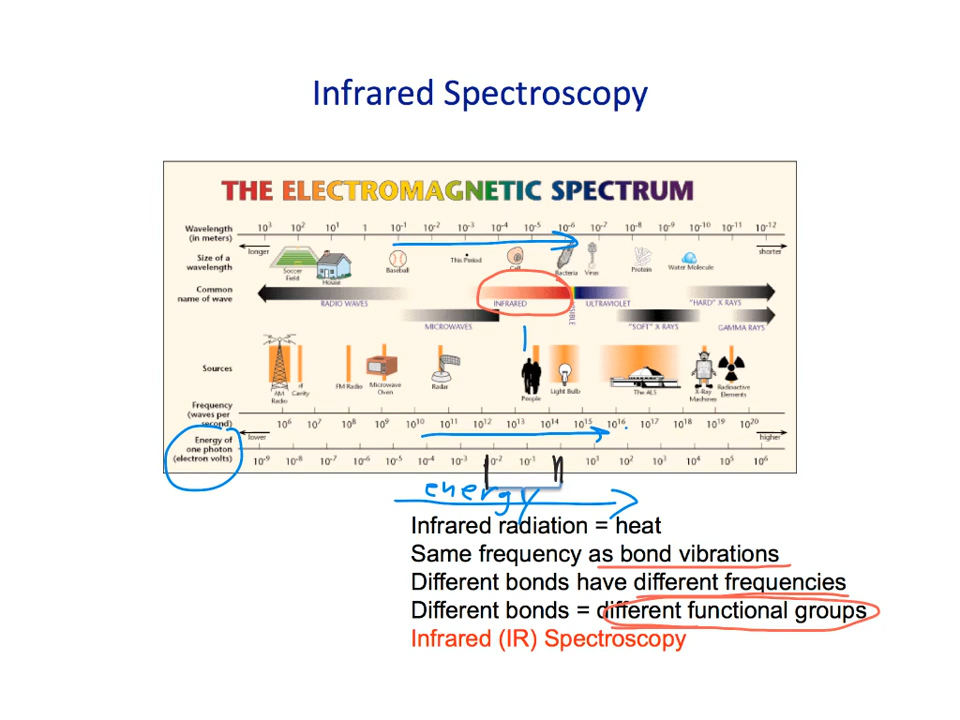 Infrared Spectroscopy
THE ELECTROMAGNETIC SPECTRUM
Wavelength
(in meters)
10³ 10² 10¹ 1 10⁻¹ 10⁻² 10⁻³ 10⁻⁴ 10⁻⁵ 10⁻⁶ 10⁻⁷ 10⁻⁸ 10⁻⁹ 10⁻¹⁰ 10⁻¹¹ 10⁻¹²
longer
shorter
Size of a
wavelength
Soccer
Field
House
Baseball
This Period
Cell
Bacteria
Virus
Protein
Water Molecule
Common
name of wave
RADIO WAVES
INFRARED
ULTRAVIOLET
"HARD" X RAYS
MICROWAVES
"SOFT" X RAYS
GAMMA RAYS
Sources
AM
Radio
Cavity
FM Radio
Microwave
Oven
Radar
People
Light Bulb
The ALS
X-Ray
Machines
Radioactive
Elements
Frequency
(waves per
second)
10⁶ 10⁷ 10⁸ 10⁹ 10¹⁰ 10¹¹ 10¹² 10¹³ 10¹⁴ 10¹⁵ 10¹⁶ 10¹⁷ 10¹⁸ 10¹⁹ 10²⁰
lower
higher
Energy of
one photon
(electron volts)
10⁻⁹ 10⁻⁸ 10⁻⁷ 10⁻⁶ 10⁻⁵ 10⁻⁴ 10⁻³ 10⁻² 10⁻¹ 10¹ 10² 10³ 10⁴ 10⁵ 10⁶
energy
Infrared radiation = heat
Same frequency as bond vibrations
Different bonds have different frequencies
Different bonds = different functional groups
Infrared (IR) Spectroscopy